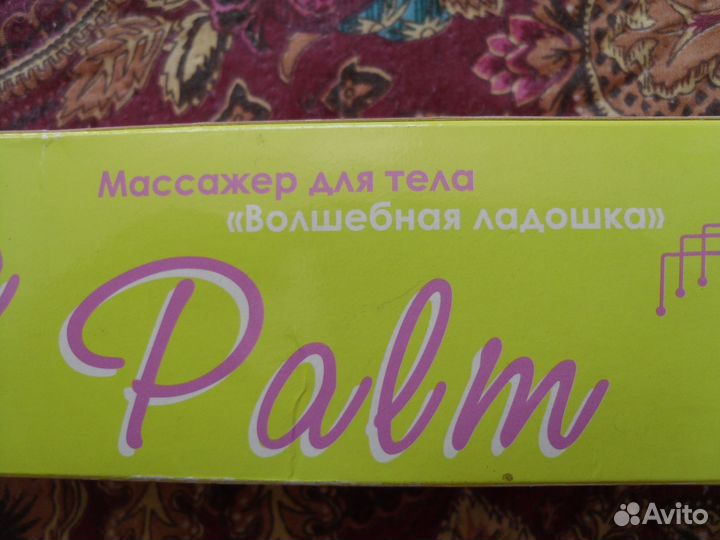 Массажер для тела
«Волшебная ладошка»
Palm
Avito